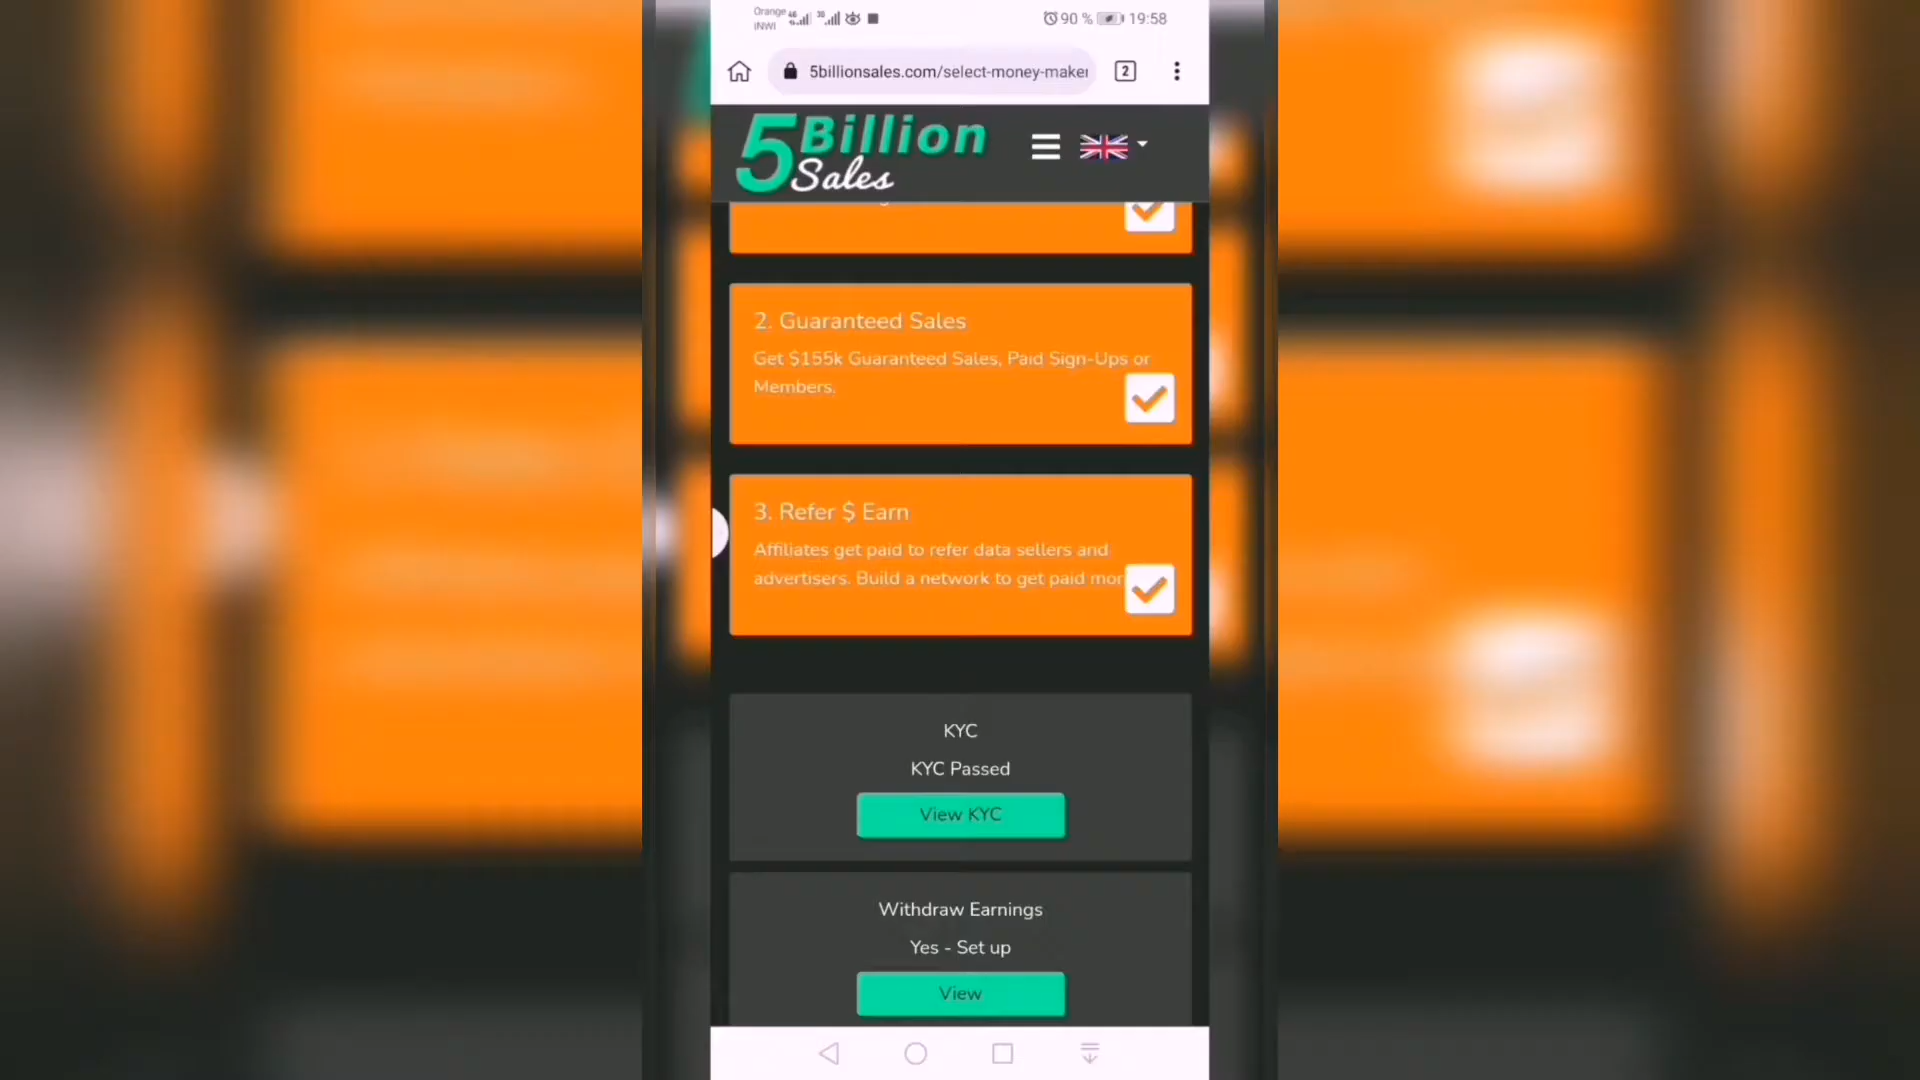 Orange
INWI
4G
3G
90 %
19:58
5billionsales.com/select-money-maker
2
5 Billion
Sales
2. Guaranteed Sales
Get $155k Guaranteed Sales, Paid Sign-Ups or
Members.
3. Refer $ Earn
Affiliates get paid to refer data sellers and
advertisers. Build a network to get paid mor
KYC
KYC Passed
View KYC
Withdraw Earnings
Yes - Set up
View